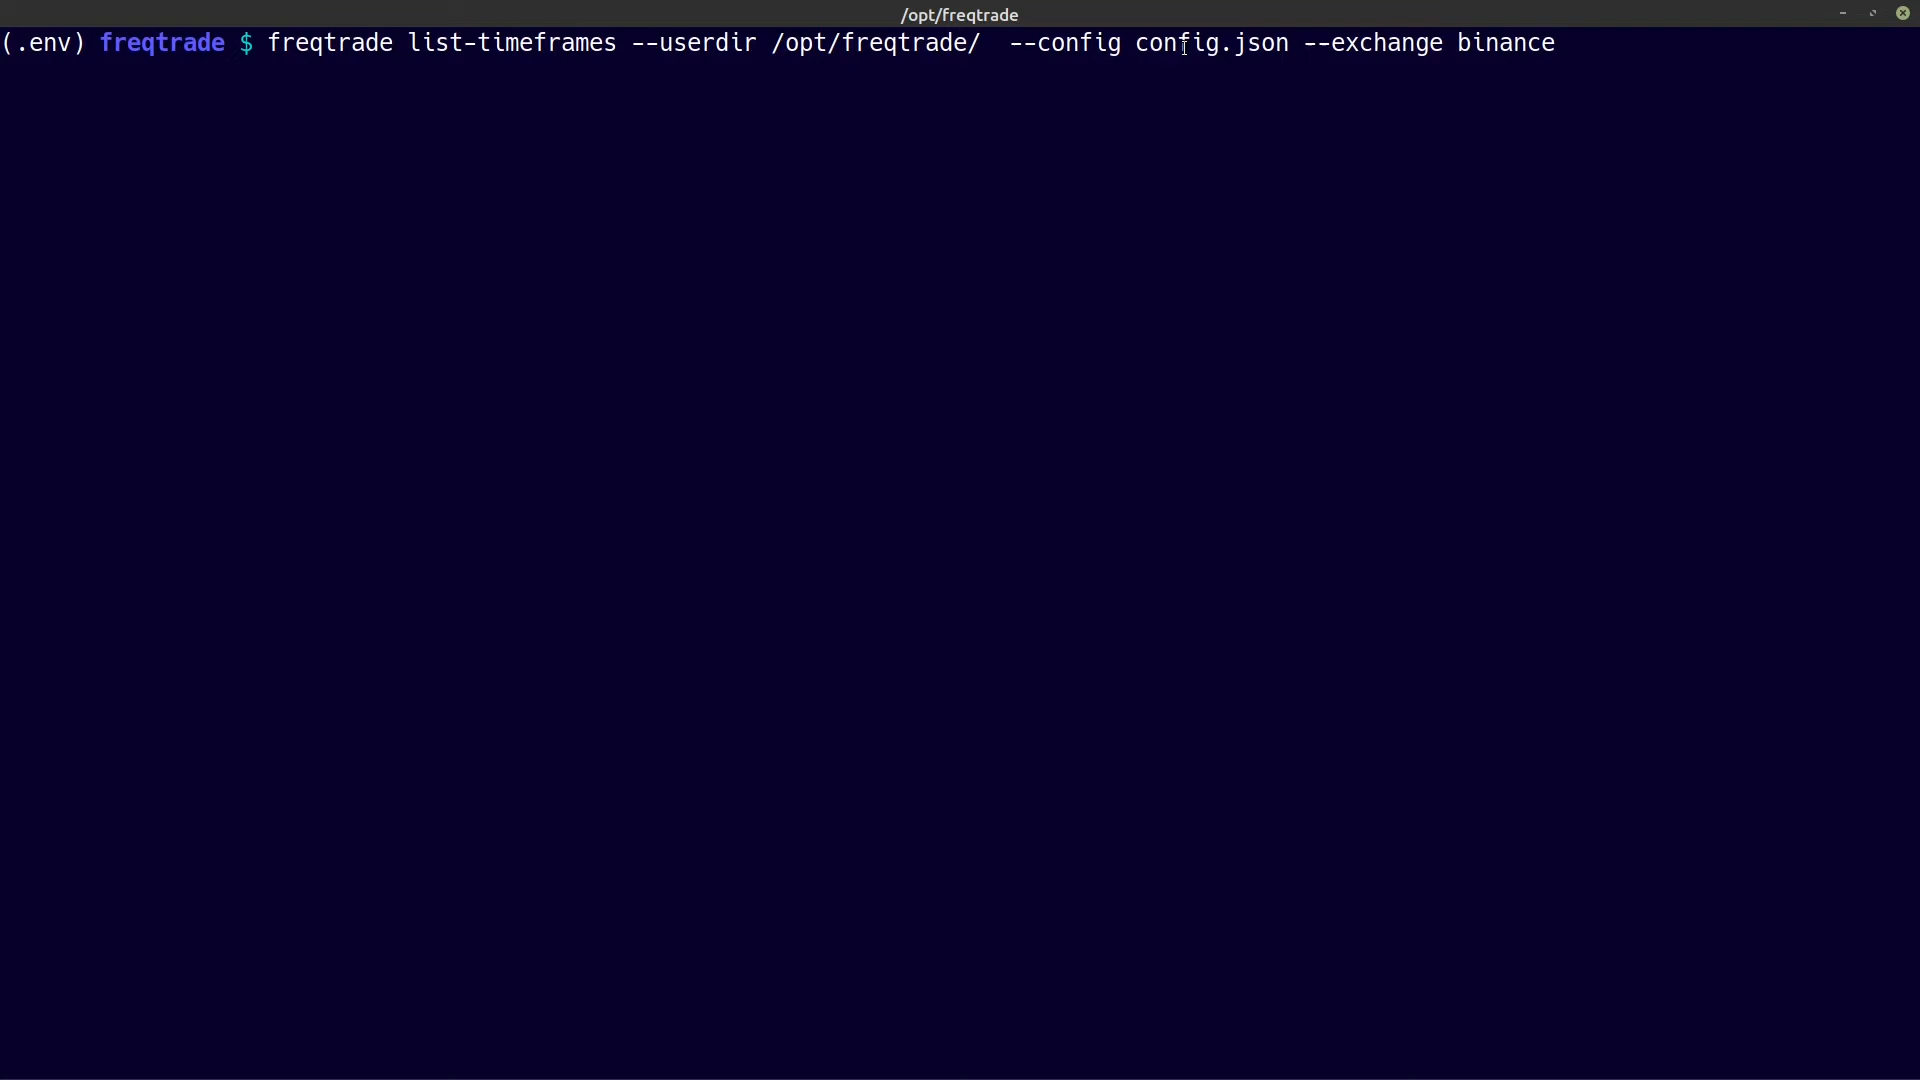 /opt/freqtrade
(.env) freqtrade $ freqtrade list-timeframes --userdir /opt/freqtrade/  --config config.json --exchange binance